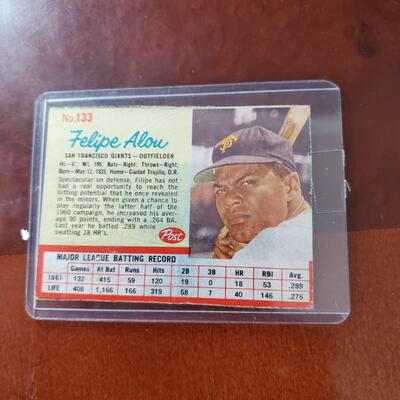 No. 133
Felipe Alou
SAN FRANCISCO GIANTS — OUTFIELDER
Ht.-6'; Wt. 195; Bats-Right; Throws-Right;
Born-May 12, 1935; Home-Ciudad Trujillo, D.R.
Spectacular on defense, Felipe has not
had a real opportunity to reach the
hitting potential that he once revealed
in the minors. When given a chance to
play regularly the latter half of the
1960 campaign, he increased his average
90 points, ending with a .264 BA.
Last year he batted .289 while
swatting 18 HR's.
Post
SF
MAJOR LEAGUE BATTING RECORD
Games At Bat Runs Hits 2B 3B HR RBI Avg.
1961 132 415 59 120 19 0 18 53 .289
LIFE 408 1,166 166 319 58 7 40 146 .276